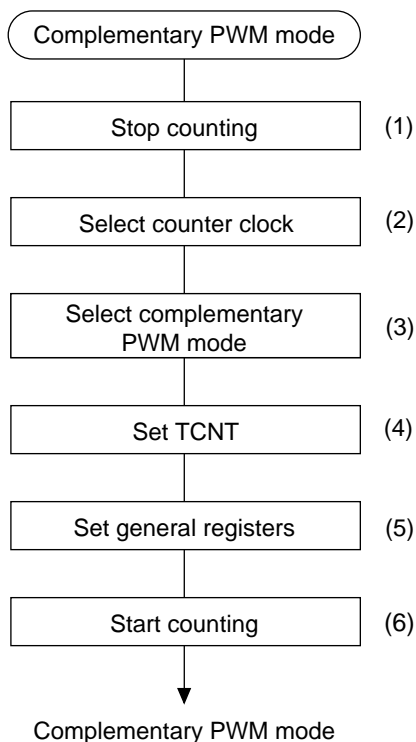 Complementary PWM mode
Stop counting (1)
Select counter clock (2)
Select complementary
PWM mode (3)
Set TCNT (4)
Set general registers (5)
Start counting (6)
Complementary PWM mode